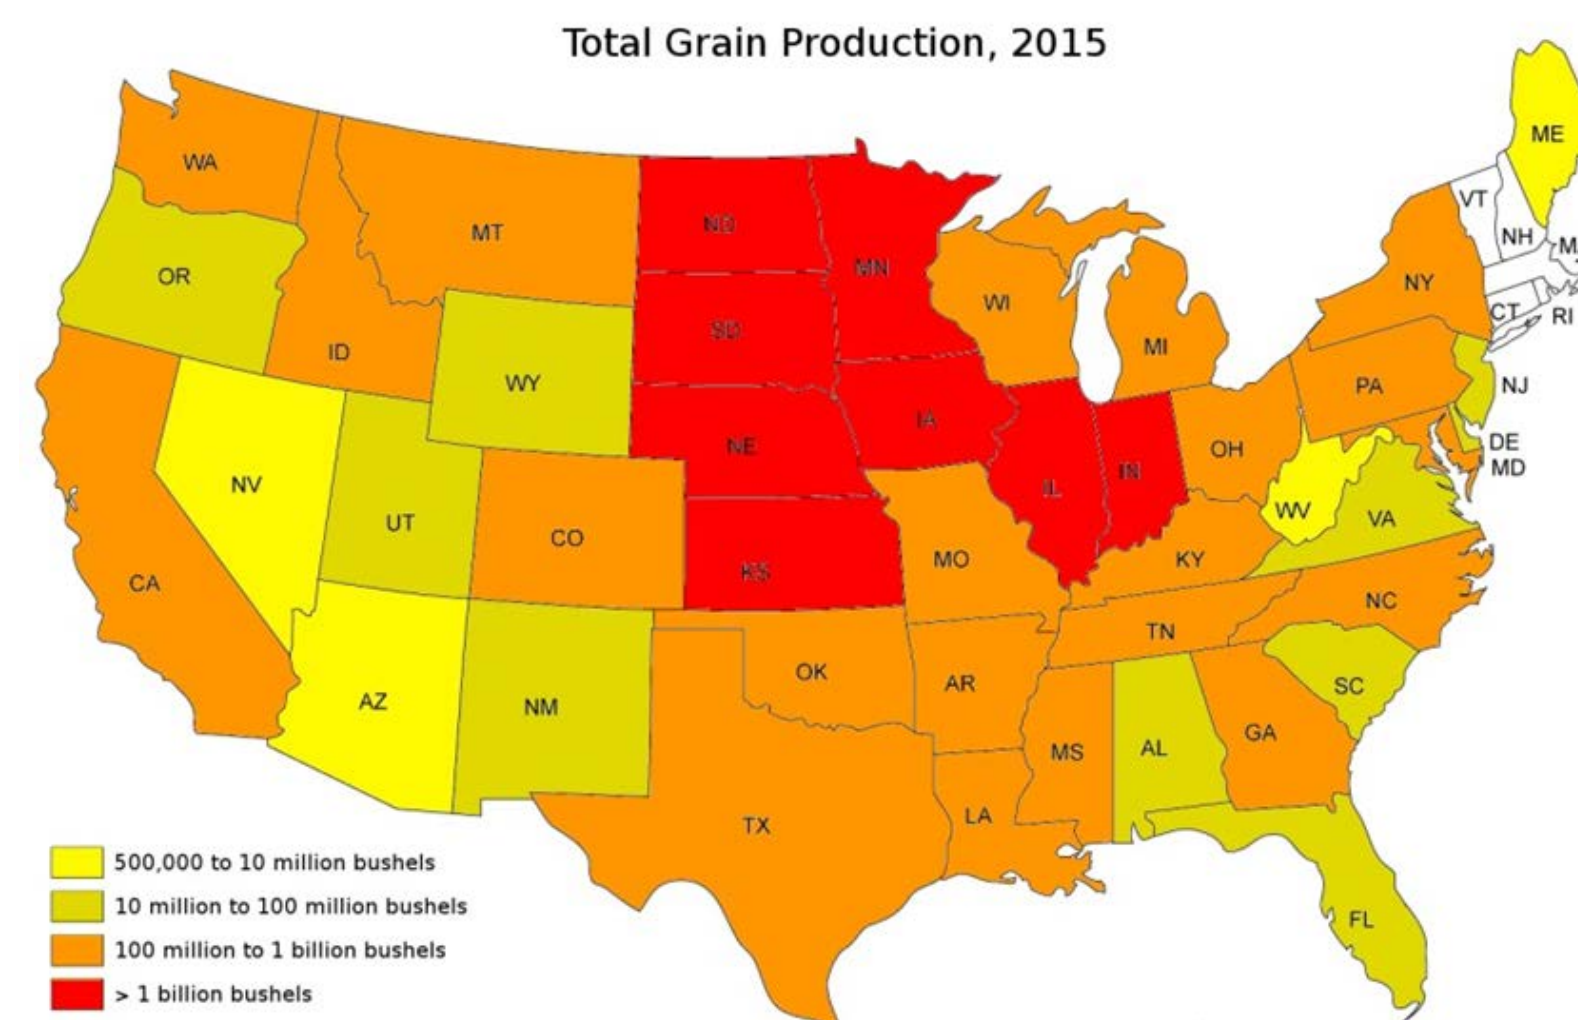 Total Grain Production, 2015
ME
WA
VT
ND
MT
NH
MN
OR
NY
WI
CT
RI
SD
MI
ID
WY
PA
NJ
IA
NE
DE
OH
MD
NV
IL
IN
WV
UT
VA
CO
MO
KY
KS
CA
NC
TN
OK
AR
SC
AZ
NM
GA
MS
AL
LA
TX
500,000 to 10 million bushels
10 million to 100 million bushels
FL
100 million to 1 billion bushels
> 1 billion bushels